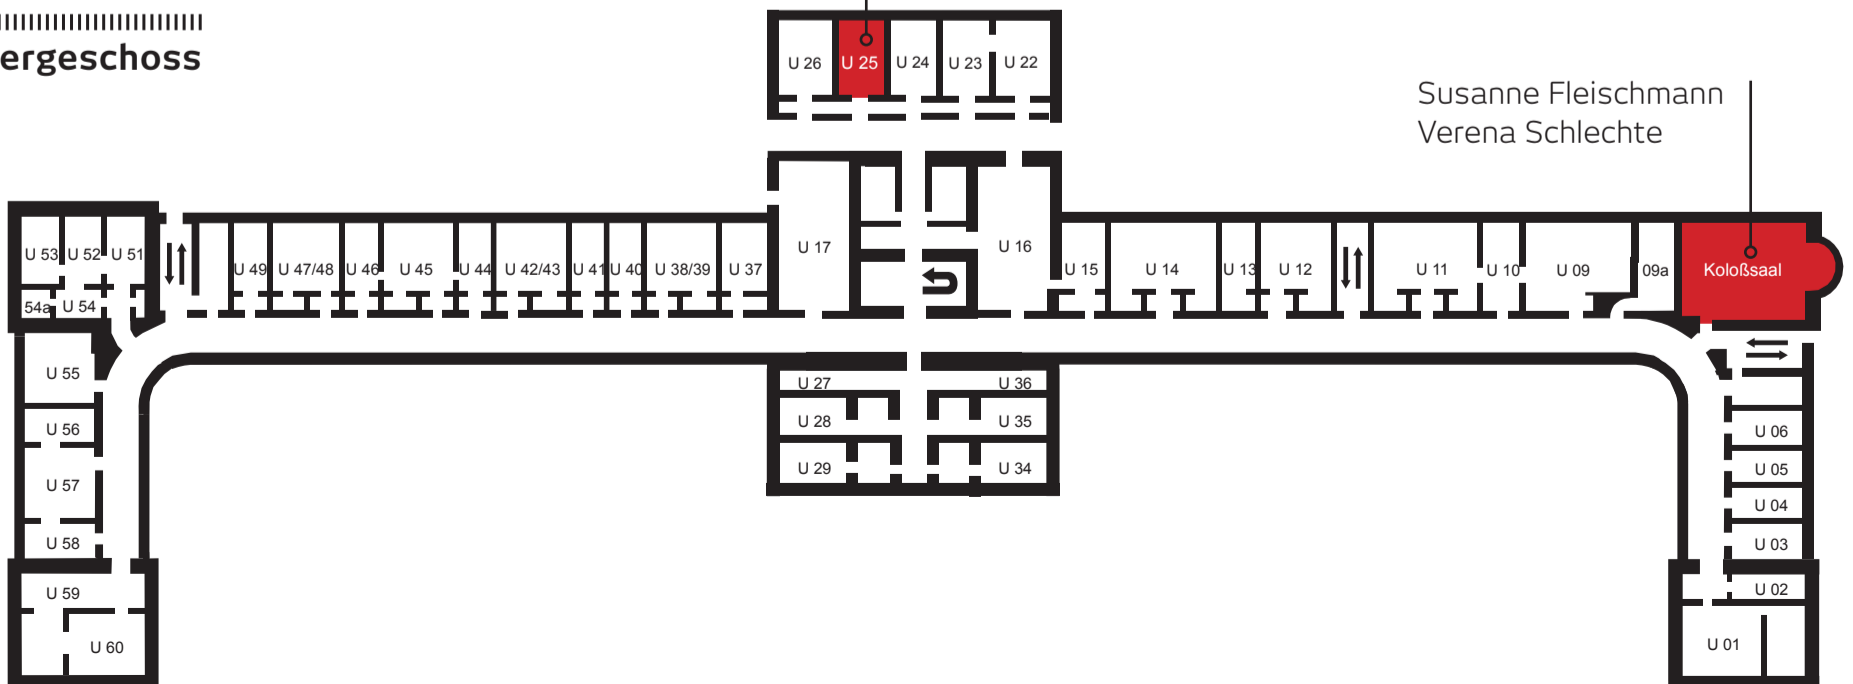 ergeschoss
U 26 U 25 U 24 U 23 U 22
Susanne Fleischmann
Verena Schlechte
U 53 U 52 U 51
U 17
U 16
U 49 U 47/48 U 46 U 45 U 44 U 42/43 U 41 U 40 U 38/39 U 37
U 15 U 14 U 13 U 12 U 11 U 10 U 09 09a Koloßsaal
54a U 54
U 55
U 27 U 36
U 56
U 28 U 35
U 06
U 29 U 34
U 05
U 57
U 04
U 58
U 03
U 59
U 02
U 60
U 01